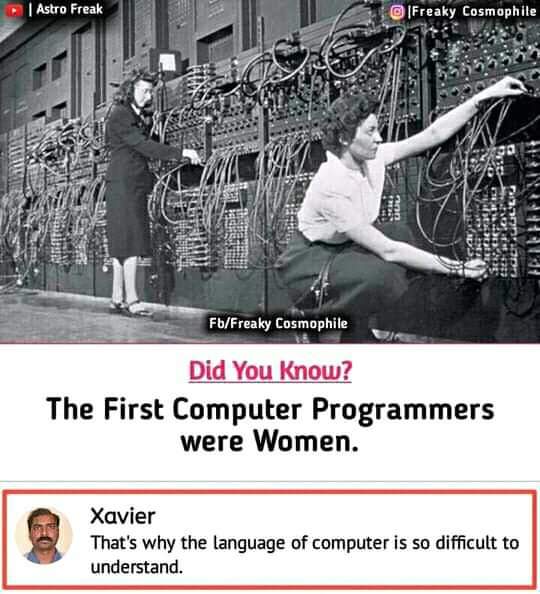 | Astro Freak
|Freaky Cosmophile
Fb/Freaky Cosmophile
Did You Know?
The First Computer Programmers
were Women.
Xavier
That's why the language of computer is so difficult to
understand.